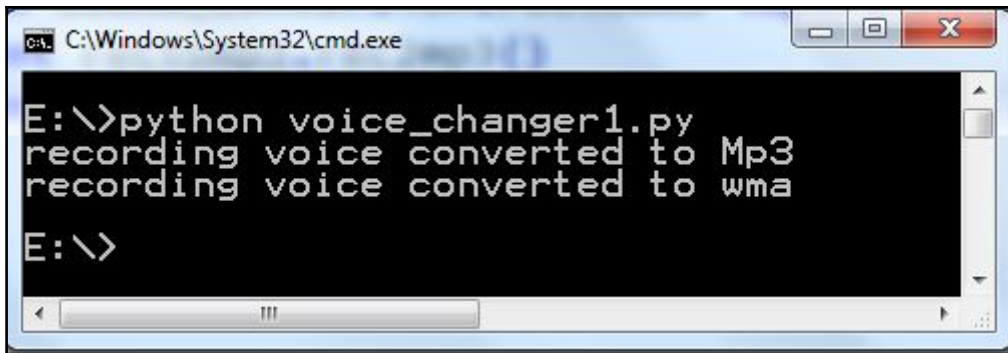 C:\Windows\System32\cmd.exe
E:\>python voice_changer1.py
recording voice converted to Mp3
recording voice converted to wma
E:\>